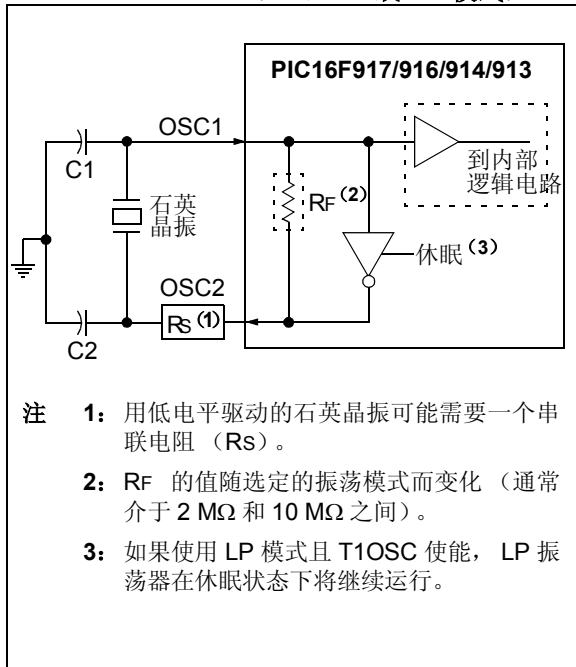 PIC16F917/916/914/913
OSC1
C1
石英
晶振
RF (2)
到内部
逻辑电路
休眠 (3)
OSC2
RS (1)
C2
注 1: 用低电平驱动的石英晶振可能需要一个串
联电阻 (RS)。
2: RF 的值随选定的振荡模式而变化 (通常
介于 2 MΩ 和 10 MΩ 之间)。
3: 如果使用 LP 模式且 T1OSC 使能, LP 振
荡器在休眠状态下将继续运行。